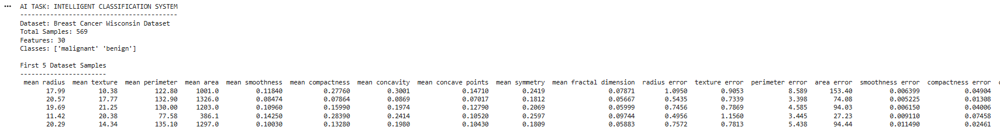 AI TASK: INTELLIGENT CLASSIFICATION SYSTEM
------------------------------------------
Dataset: Breast Cancer Wisconsin Dataset
Total Samples: 569
Features: 30
Classes: ['malignant' 'benign']
First 5 Dataset Samples
-----------------------
mean radius mean texture mean perimeter mean area mean smoothness mean compactness mean concavity mean concave points mean symmetry mean fractal dimension radius error texture error perimeter error area error smoothness error compactness error
17.99 10.38 122.80 1001.0 0.11840 0.27760 0.3001 0.14710 0.2419 0.07871 1.0950 0.9053 8.589 153.40 0.006399 0.04904
20.57 17.77 132.90 1326.0 0.08474 0.07864 0.0869 0.07017 0.1812 0.05667 0.5435 0.7339 3.398 74.08 0.005225 0.01308
19.69 21.25 130.00 1203.0 0.10960 0.15990 0.1974 0.12790 0.2069 0.05999 0.7456 0.7869 4.585 94.03 0.006150 0.04006
11.42 20.38 77.58 386.1 0.14250 0.28390 0.2414 0.10520 0.2597 0.09744 0.4956 1.1560 3.445 27.23 0.009110 0.07458
20.29 14.34 135.10 1297.0 0.10030 0.13280 0.1980 0.10430 0.1809 0.05883 0.7572 0.7813 5.438 94.44 0.011490 0.02461